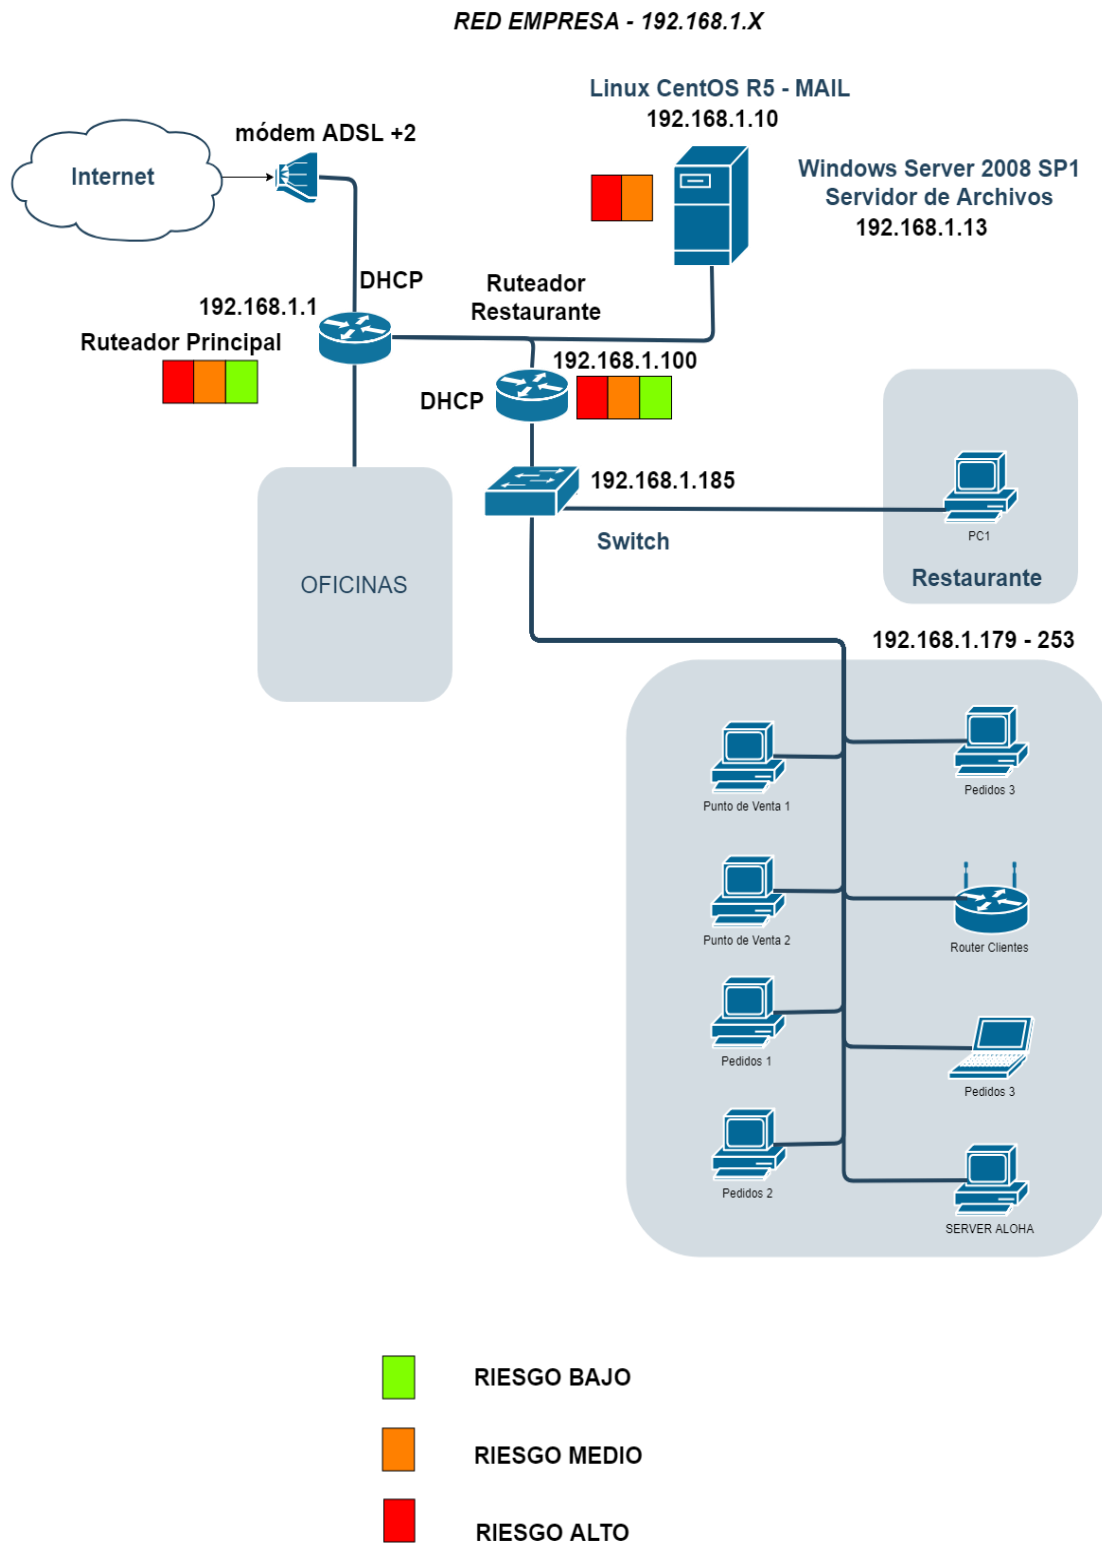 RED EMPRESA - 192.168.1.X
Linux CentOS R5 - MAIL
192.168.1.10
módem ADSL +2
Internet
Windows Server 2008 SP1
Servidor de Archivos
192.168.1.13
DHCP
Ruteador
Restaurante
192.168.1.1
Ruteador Principal
192.168.1.100
DHCP
192.168.1.185
Switch
PC1
Restaurante
OFICINAS
192.168.1.179 - 253
Punto de Venta 1
Pedidos 3
Punto de Venta 2
Router Clientes
Pedidos 1
Pedidos 3
Pedidos 2
SERVER ALOHA
RIESGO BAJO
RIESGO MEDIO
RIESGO ALTO